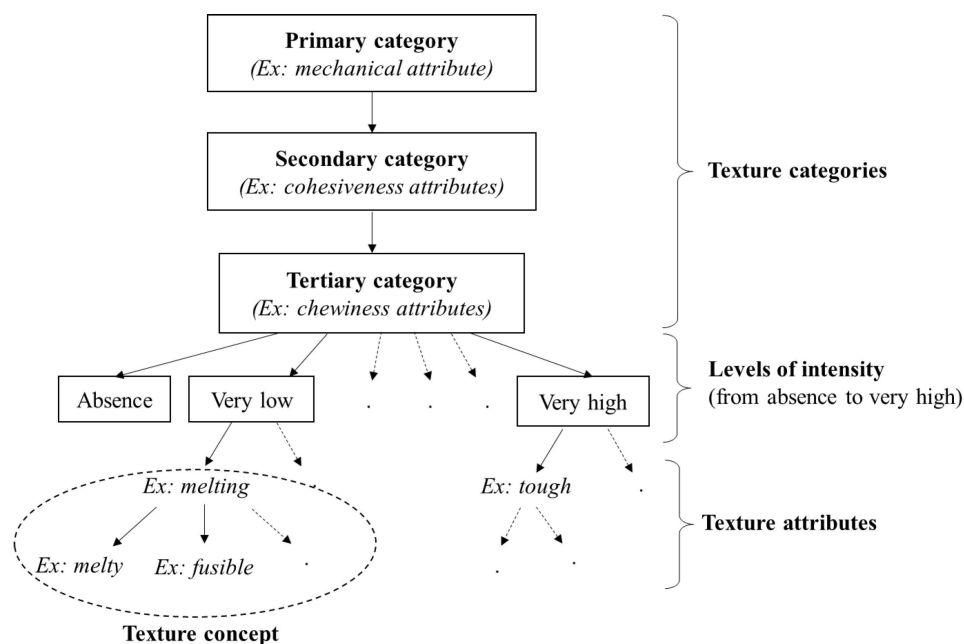 Primary category
(Ex: mechanical attribute)
Secondary category
(Ex: cohesiveness attributes)
Texture categories
Tertiary category
(Ex: chewiness attributes)
Levels of intensity
(from absence to very high)
Absence
Very low
. . .
Very high
Ex: melting
.
Ex: tough
.
Texture attributes
Ex: melty
Ex: fusible
.
. .
Texture concept